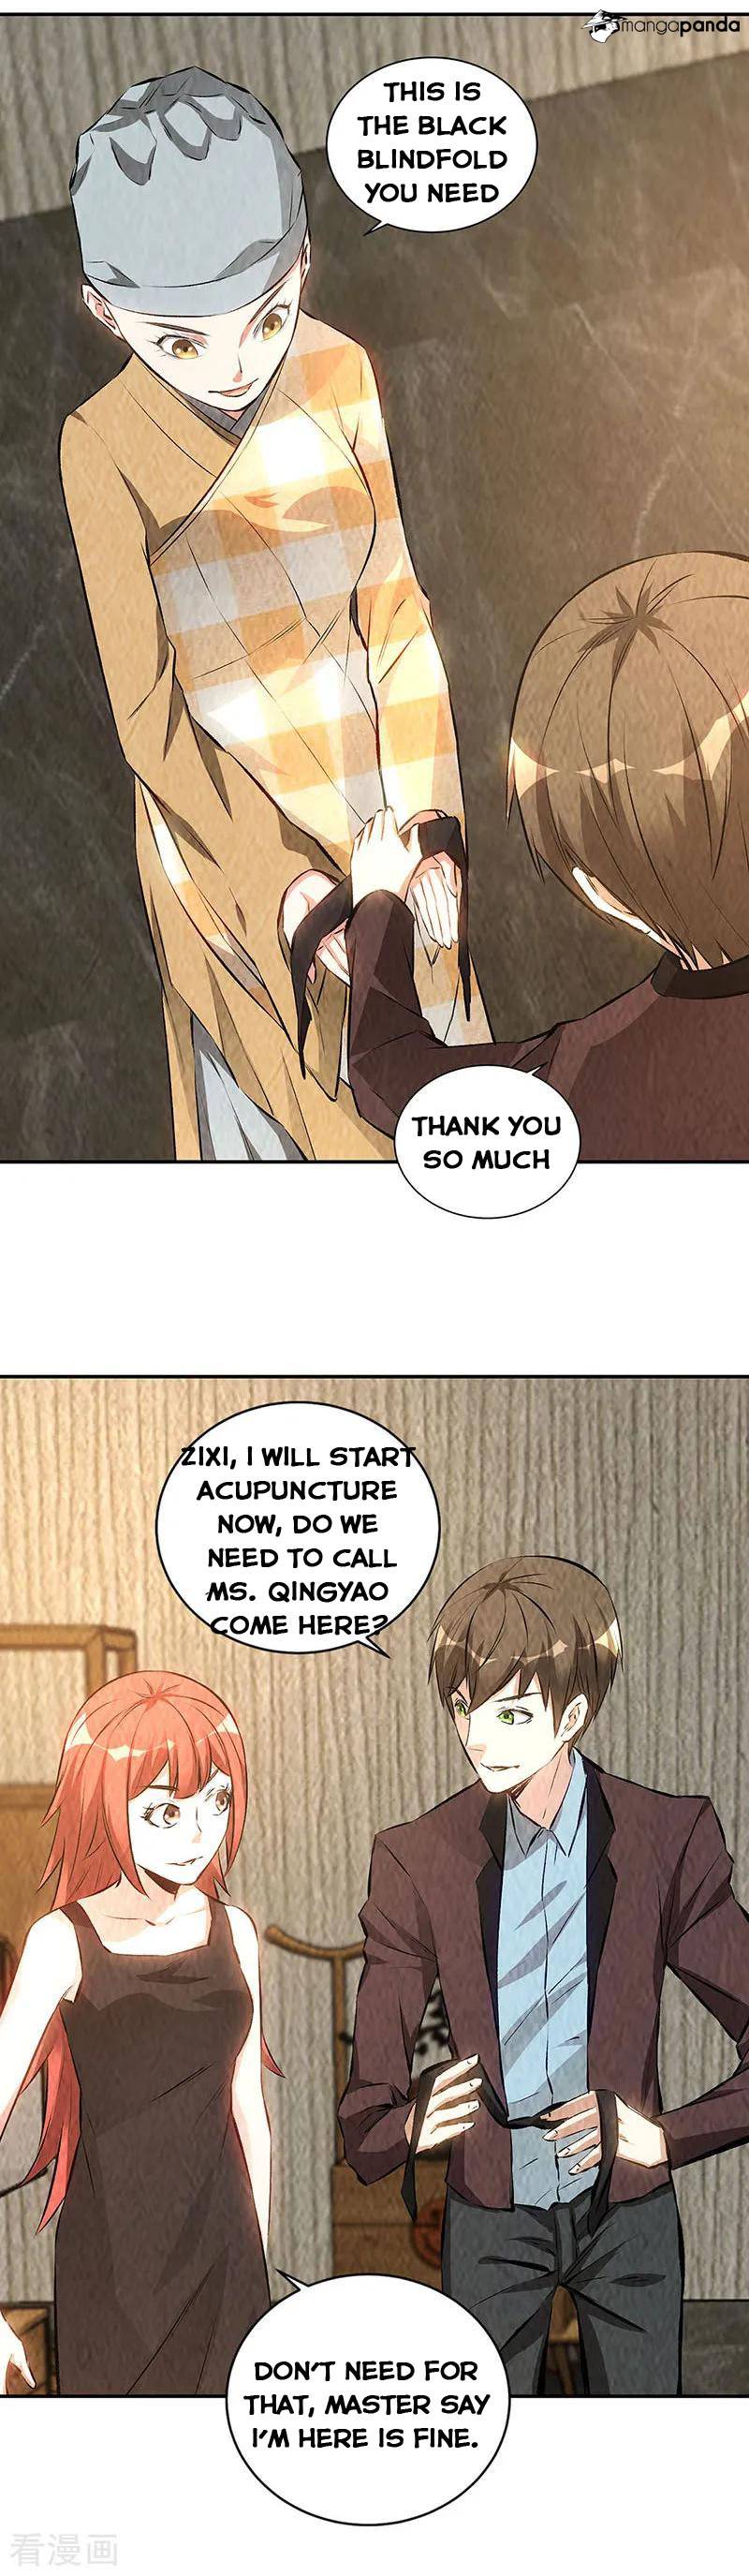 mangapanda
THIS IS
THE BLACK
BLINDFOLD
YOU NEED
THANK YOU
SO MUCH
ZIXI, I WILL START
ACUPUNCTURE
NOW, DO WE
NEED TO CALL
MS. QINGYAO
COME HERE?
DON'T NEED FOR
THAT, MASTER SAY
I'M HERE IS FINE.
看漫画